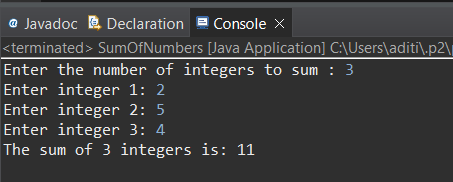 @ Javadoc Declaration Console ×
<terminated> SumOfNumbers [Java Application] C:\Users\aditi\.p2\
Enter the number of integers to sum : 3
Enter integer 1: 2
Enter integer 2: 5
Enter integer 3: 4
The sum of 3 integers is: 11